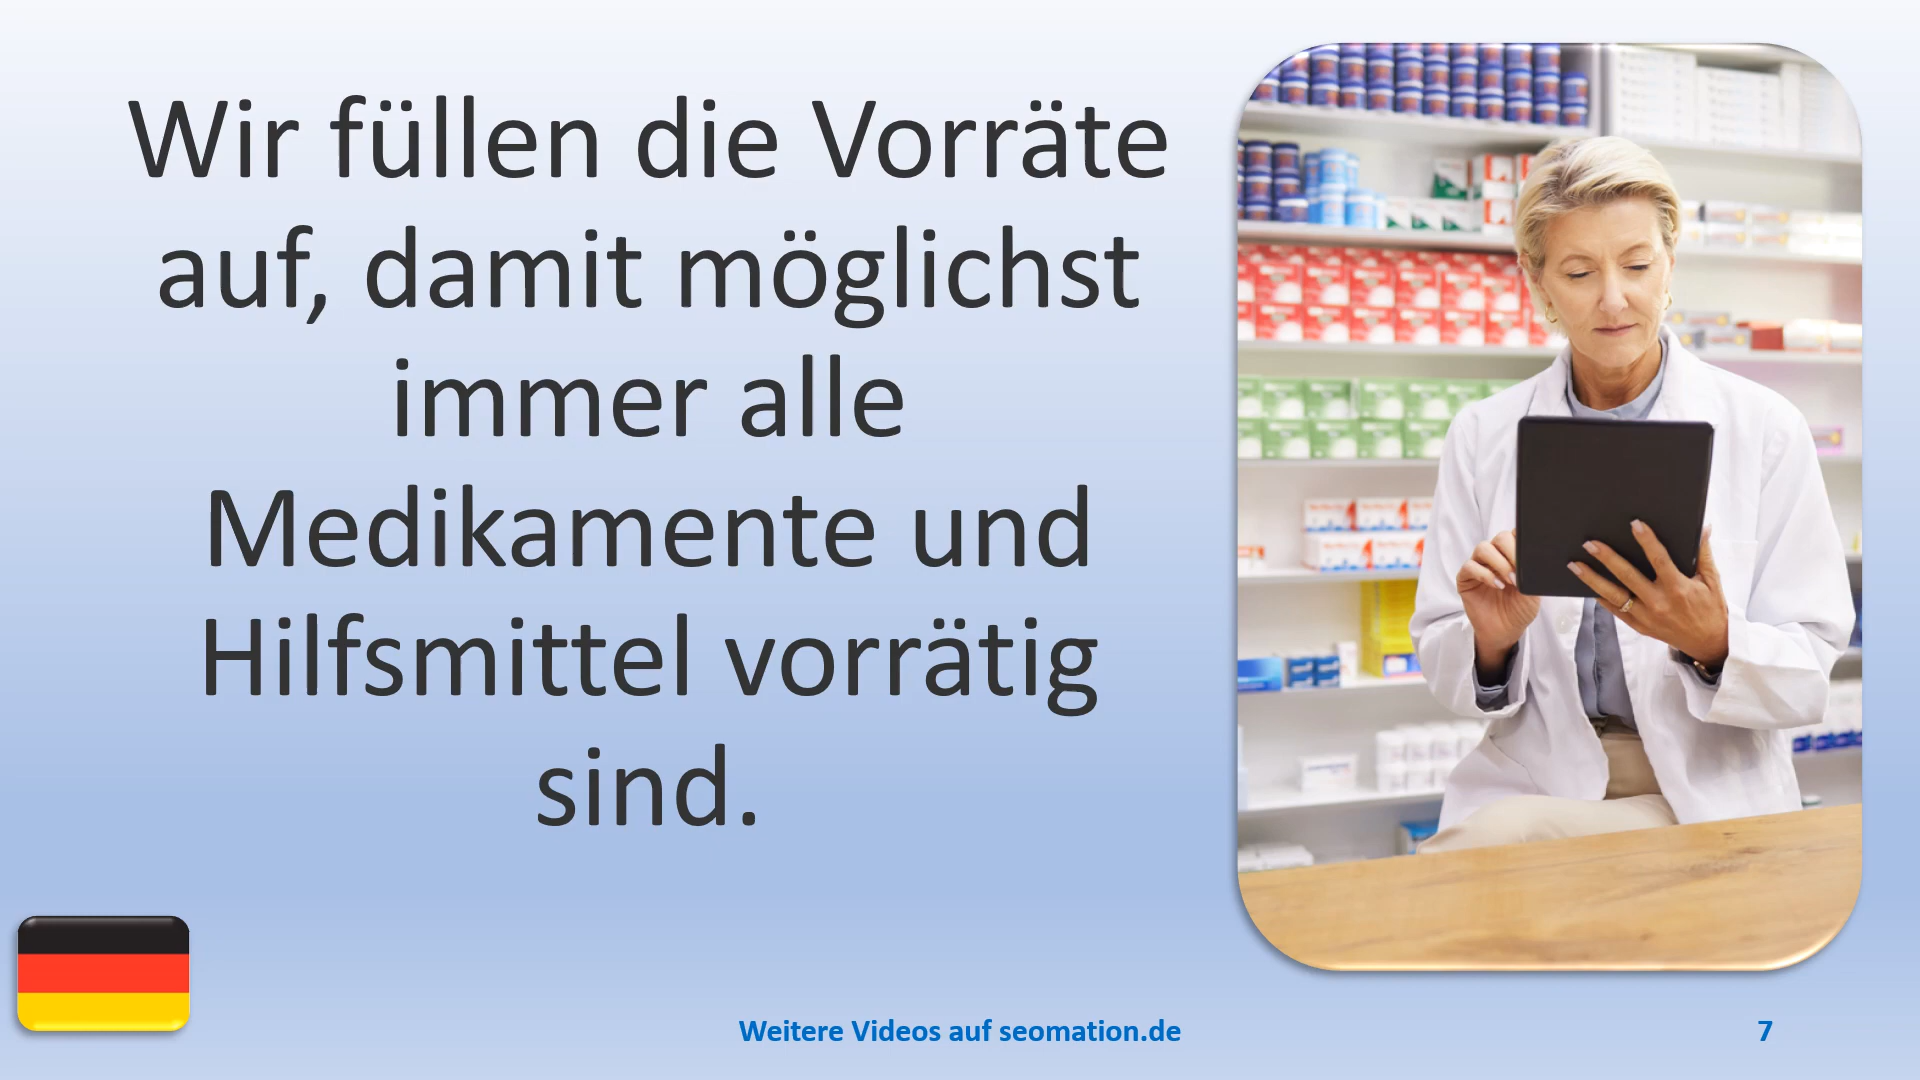 Wir füllen die Vorräte
auf, damit möglichst
immer alle
Medikamente und
Hilfsmittel vorrätig
sind.
Weitere Videos auf seomation.de
7